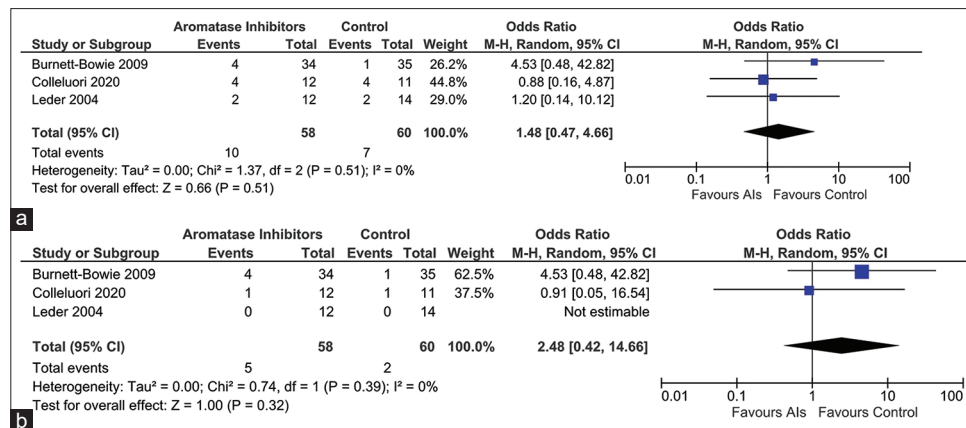 Aromatase Inhibitors Control Odds Ratio Odds Ratio
Study or Subgroup Events Total Events Total Weight M-H, Random, 95% CI M-H, Random, 95% CI
Burnett-Bowie 2009 4 34 1 35 26.2% 4.53 [0.48, 42.82]
Colleluori 2020 4 12 4 11 44.8% 0.88 [0.16, 4.87]
Leder 2004 2 12 2 14 29.0% 1.20 [0.14, 10.12]
Total (95% CI) 58 60 100.0% 1.48 [0.47, 4.66]
Total events 10 7
Heterogeneity: Tau² = 0.00; Chi² = 1.37, df = 2 (P = 0.51); I² = 0%
Test for overall effect: Z = 0.66 (P = 0.51)
0.01 0.1 1 10 100
Favours AIs Favours Control
a
Aromatase Inhibitors Control Odds Ratio Odds Ratio
Study or Subgroup Events Total Events Total Weight M-H, Random, 95% CI M-H, Random, 95% CI
Burnett-Bowie 2009 4 34 1 35 62.5% 4.53 [0.48, 42.82]
Colleluori 2020 1 12 1 11 37.5% 0.91 [0.05, 16.54]
Leder 2004 0 12 0 14 Not estimable
Total (95% CI) 58 60 100.0% 2.48 [0.42, 14.66]
Total events 5 2
Heterogeneity: Tau² = 0.00; Chi² = 0.74, df = 1 (P = 0.39); I² = 0%
Test for overall effect: Z = 1.00 (P = 0.32)
0.01 0.1 1 10 100
Favours AIs Favours Control
b